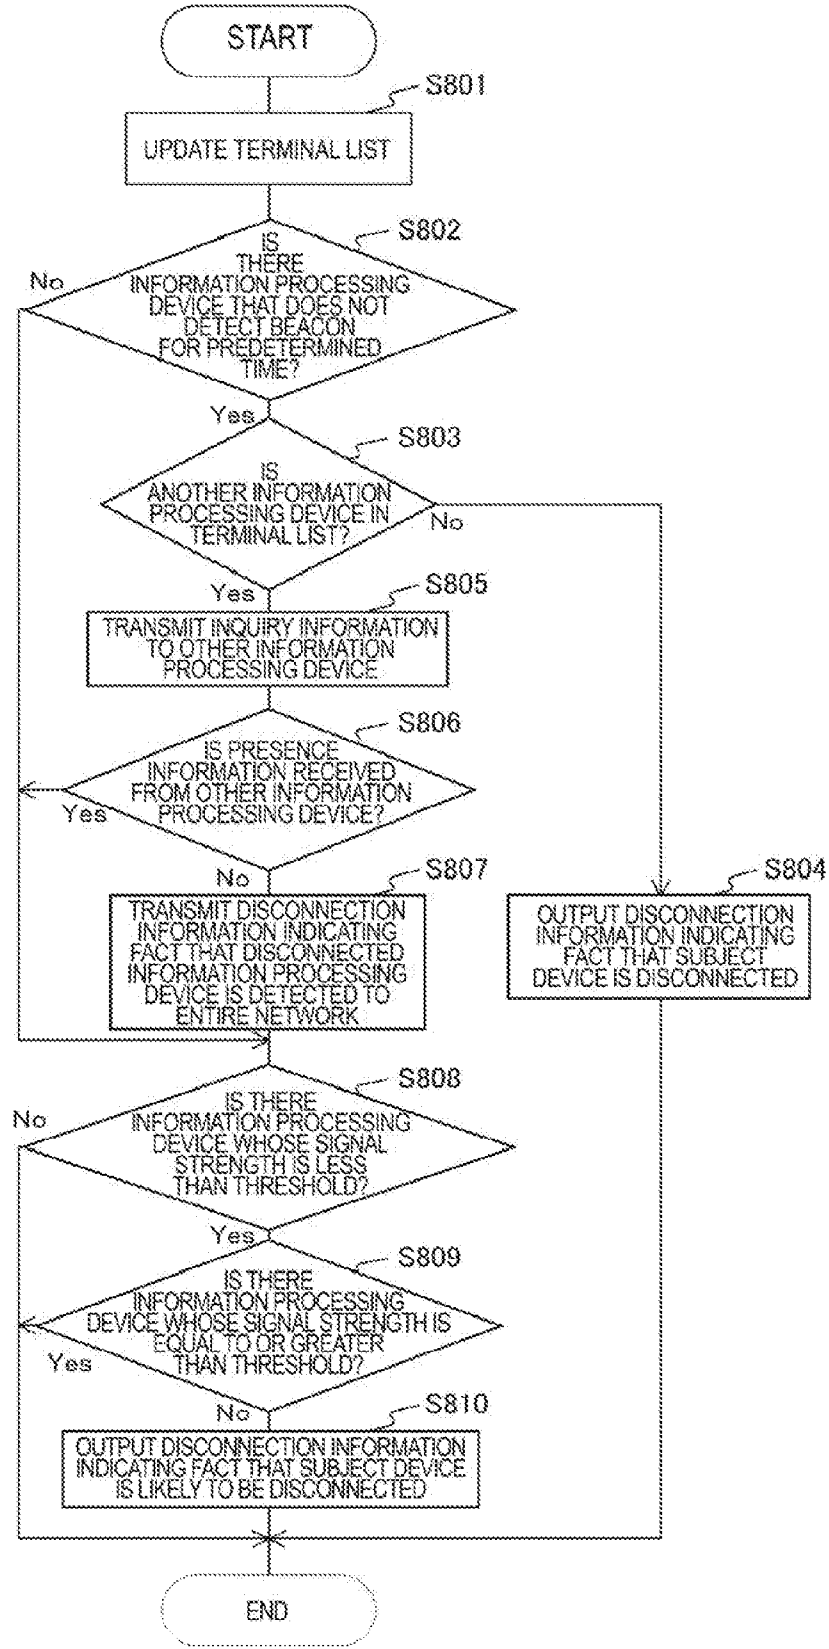 START
S801
UPDATE TERMINAL LIST
S802
IS
THERE
No
INFORMATION PROCESSING
DEVICE THAT DOES NOT
DETECT BEACON
FOR PREDETERMINED
TIME?
Yes
S803
IS
ANOTHER INFORMATION
PROCESSING DEVICE IN
TERMINAL LIST?
No
Yes
S805
TRANSMIT INQUIRY INFORMATION
TO OTHER INFORMATION
PROCESSING DEVICE
S806
IS PRESENCE
INFORMATION RECEIVED
FROM OTHER INFORMATION
PROCESSING DEVICE?
Yes
No
S807
TRANSMIT DISCONNECTION
INFORMATION INDICATING
FACT THAT DISCONNECTED
INFORMATION PROCESSING
DEVICE IS DETECTED TO
ENTIRE NETWORK
S804
OUTPUT DISCONNECTION
INFORMATION INDICATING
FACT THAT SUBJECT
DEVICE IS DISCONNECTED
S808
No
IS THERE
INFORMATION PROCESSING
DEVICE WHOSE SIGNAL
STRENGTH IS LESS
THAN THRESHOLD?
Yes
S809
IS THERE
INFORMATION PROCESSING
DEVICE WHOSE SIGNAL STRENGTH IS
EQUAL TO OR GREATER
THAN THRESHOLD?
Yes
No
S810
OUTPUT DISCONNECTION INFORMATION
INDICATING FACT THAT SUBJECT DEVICE
IS LIKELY TO BE DISCONNECTED
END